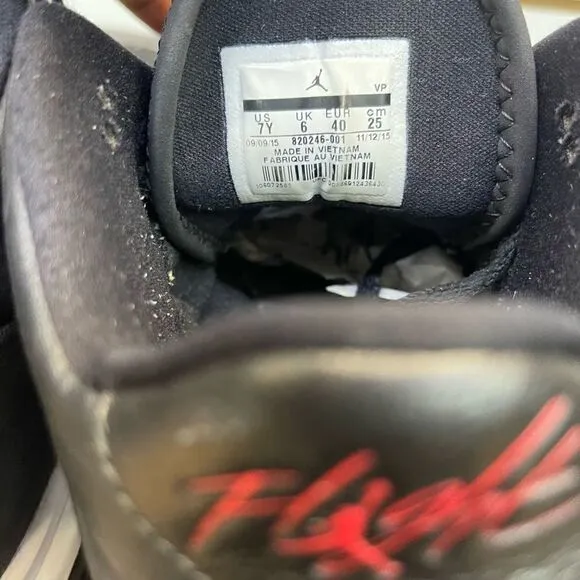 VP
US UK EUR cm
7Y 6 40 25
09/09/15 820246-001 11/12/15
MADE IN VIETNAM
FABRIQUE AU VIETNAM
Flight